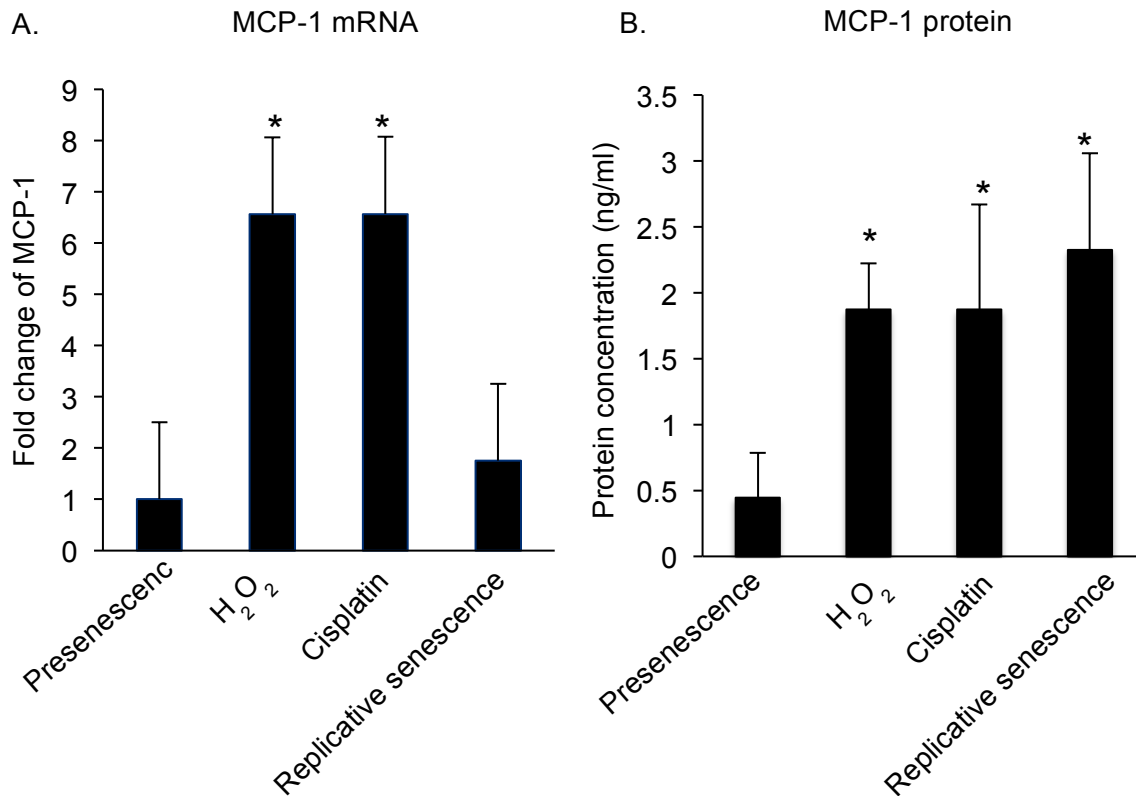 A.
MCP-1 mRNA
Fold change of MCP-1
9
8
7
6
5
4
3
2
1
0
*
*
Presenescenc
H₂O₂
Cisplatin
Replicative senescence
B.
MCP-1 protein
Protein concentration (ng/ml)
3.5
3
2.5
2
1.5
1
0.5
0
*
*
*
Presenescence
H₂O₂
Cisplatin
Replicative senescence